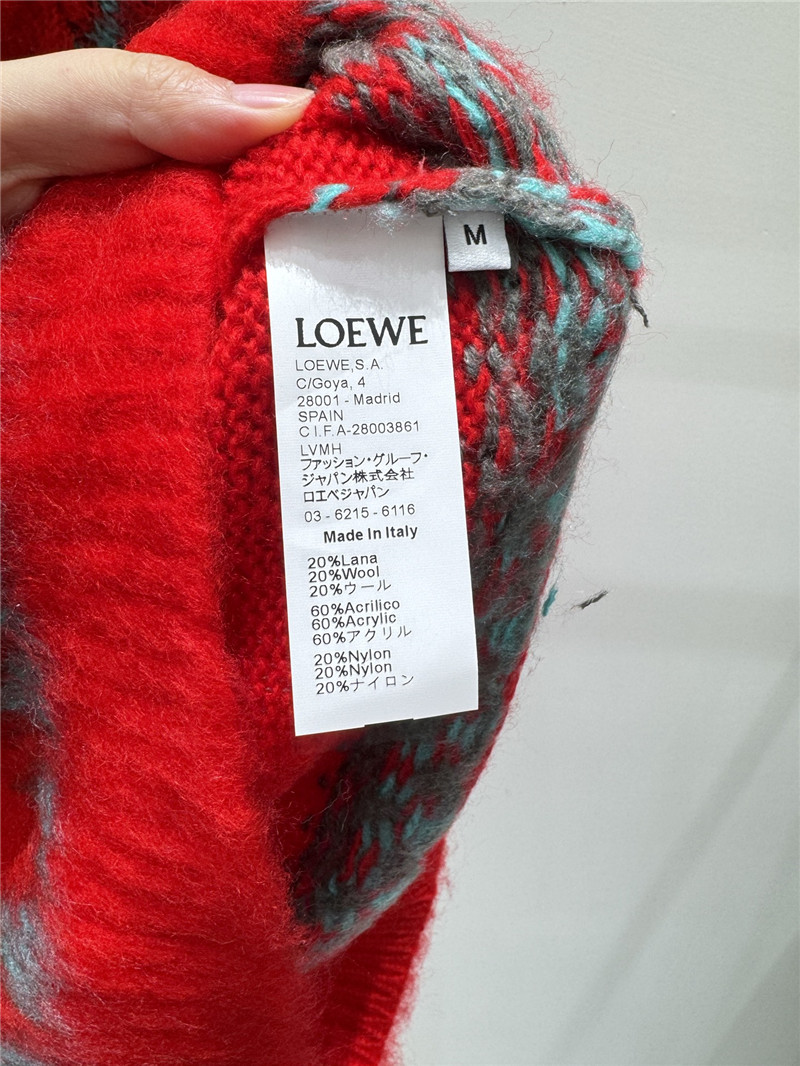 M
LOEWE
LOEWE,S.A.
C/Goya, 4
28001 - Madrid
SPAIN
C I.F.A-28003861
LVMH
ファッション・グルーフ・
ジャパン株式会社
ロエベジャパン
03 - 6215 - 6116
Made In Italy
20%Lana
20%Wool
20%ウール
60%Acrilico
60%Acrylic
60%アクリル
20%Nylon
20%Nylon
20%ナイロン